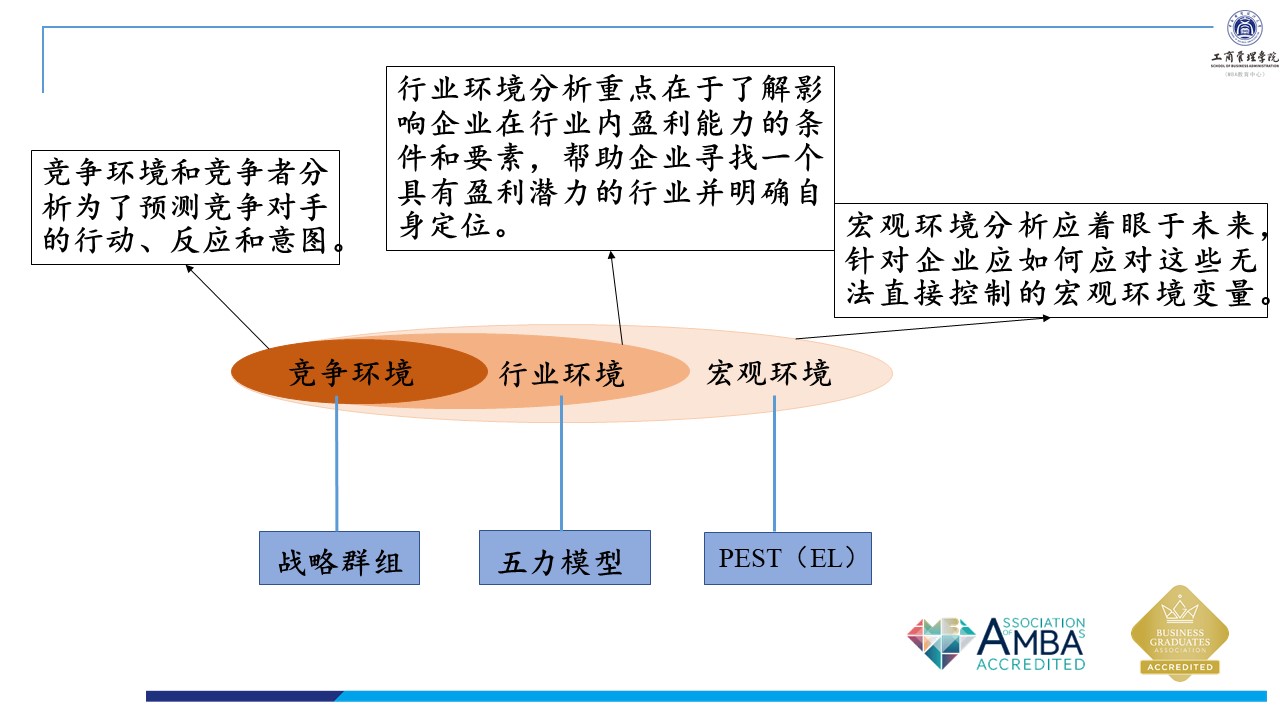 工商管理学院
SCHOOL OF BUSINESS ADMINISTRATION
（MBA教育中心）
行业环境分析重点在于了解影
响企业在行业内盈利能力的条
件和要素，帮助企业寻找一个
具有盈利潜力的行业并明确自
身定位。
竞争环境和竞争者分
析为了预测竞争对手
的行动、反应和意图。
宏观环境分析应着眼于未来，
针对企业应如何应对这些无
法直接控制的宏观环境变量。
竞争环境
行业环境
宏观环境
战略群组
五力模型
PEST（EL）
ASSOCIATION
OF MBAS
ACCREDITED
BUSINESS
GRADUATES
ASSOCIATION
ACCREDITED